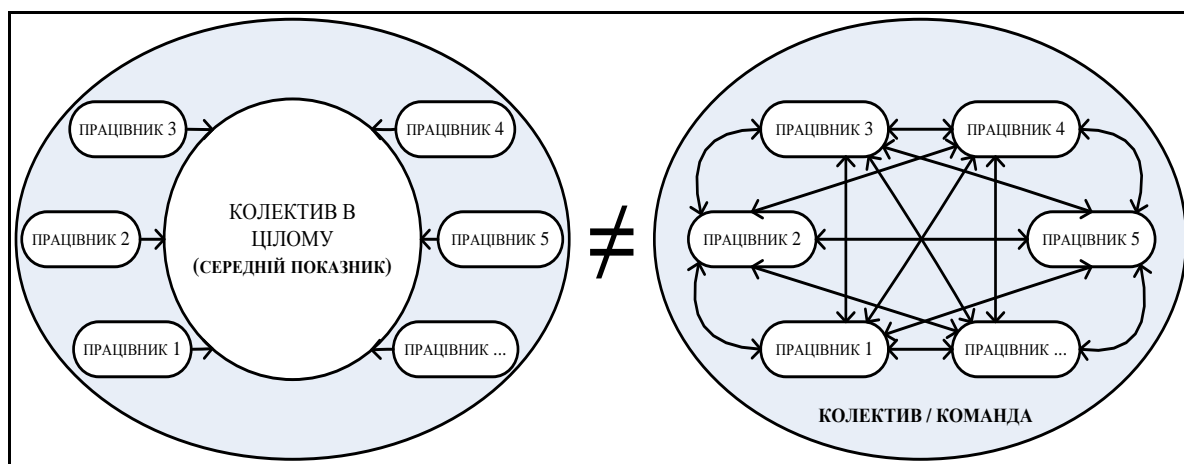 ПРАЦІВНИК 3
ПРАЦІВНИК 4
ПРАЦІВНИК 2
КОЛЕКТИВ В
ЦІЛОМУ
(СЕРЕДНІЙ ПОКАЗНИК)
ПРАЦІВНИК 5
ПРАЦІВНИК 1
ПРАЦІВНИК ...
≠
ПРАЦІВНИК 3
ПРАЦІВНИК 4
ПРАЦІВНИК 2
ПРАЦІВНИК 5
ПРАЦІВНИК 1
ПРАЦІВНИК ...
КОЛЕКТИВ / КОМАНДА